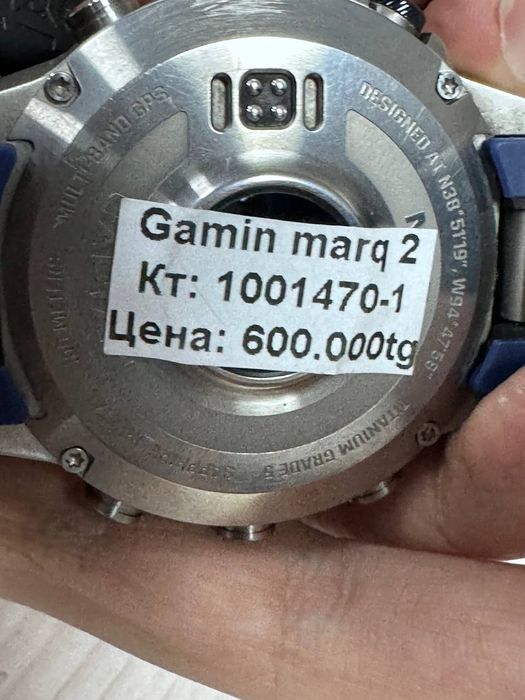 MULTI-BAND GPS
DESIGNED AT N38°51'19", W94°47'58"
Gamin marq 2
Кт: 1001470-1
Цена: 600.000tg
TITANIUM GRADE 5